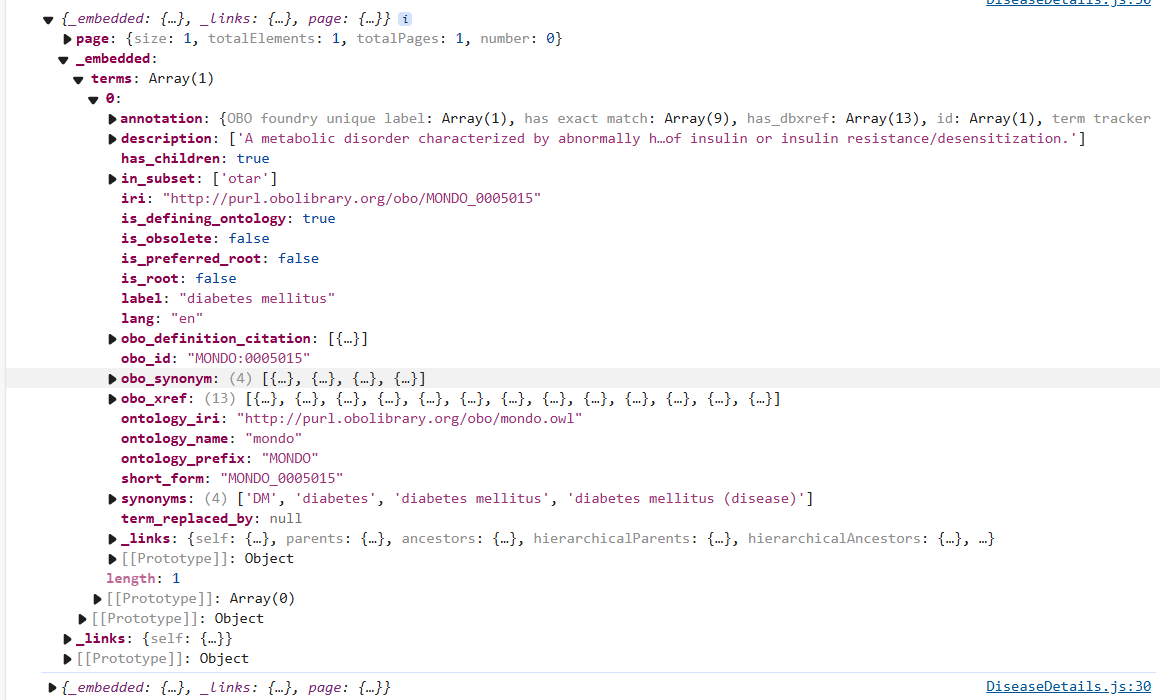 DiseaseDetails.js:30
▼ {_embedded: {…}, _links: {…}, page: {…}} i
▶ page: {size: 1, totalElements: 1, totalPages: 1, number: 0}
▼ _embedded:
▼ terms: Array(1)
▼ 0:
▶ annotation: {OBO foundry unique label: Array(1), has exact match: Array(9), has_dbxref: Array(13), id: Array(1), term tracker
▶ description: ['A metabolic disorder characterized by abnormally h…of insulin or insulin resistance/desensitization.']
has_children: true
▶ in_subset: ['otar']
iri: "http://purl.obolibrary.org/obo/MONDO_0005015"
is_defining_ontology: true
is_obsolete: false
is_preferred_root: false
is_root: false
label: "diabetes mellitus"
lang: "en"
▶ obo_definition_citation: [{…}]
obo_id: "MONDO:0005015"
▶ obo_synonym: (4) [{…}, {…}, {…}, {…}]
▶ obo_xref: (13) [{…}, {…}, {…}, {…}, {…}, {…}, {…}, {…}, {…}, {…}, {…}, {…}, {…}]
ontology_iri: "http://purl.obolibrary.org/obo/mondo.owl"
ontology_name: "mondo"
ontology_prefix: "MONDO"
short_form: "MONDO_0005015"
▶ synonyms: (4) ['DM', 'diabetes', 'diabetes mellitus', 'diabetes mellitus (disease)']
term_replaced_by: null
▶ _links: {self: {…}, parents: {…}, ancestors: {…}, hierarchicalParents: {…}, hierarchicalAncestors: {…}, …}
▶ [[Prototype]]: Object
length: 1
▶ [[Prototype]]: Array(0)
▶ [[Prototype]]: Object
▶ _links: {self: {…}}
▶ [[Prototype]]: Object
▶ {_embedded: {…}, _links: {…}, page: {…}} DiseaseDetails.js:30